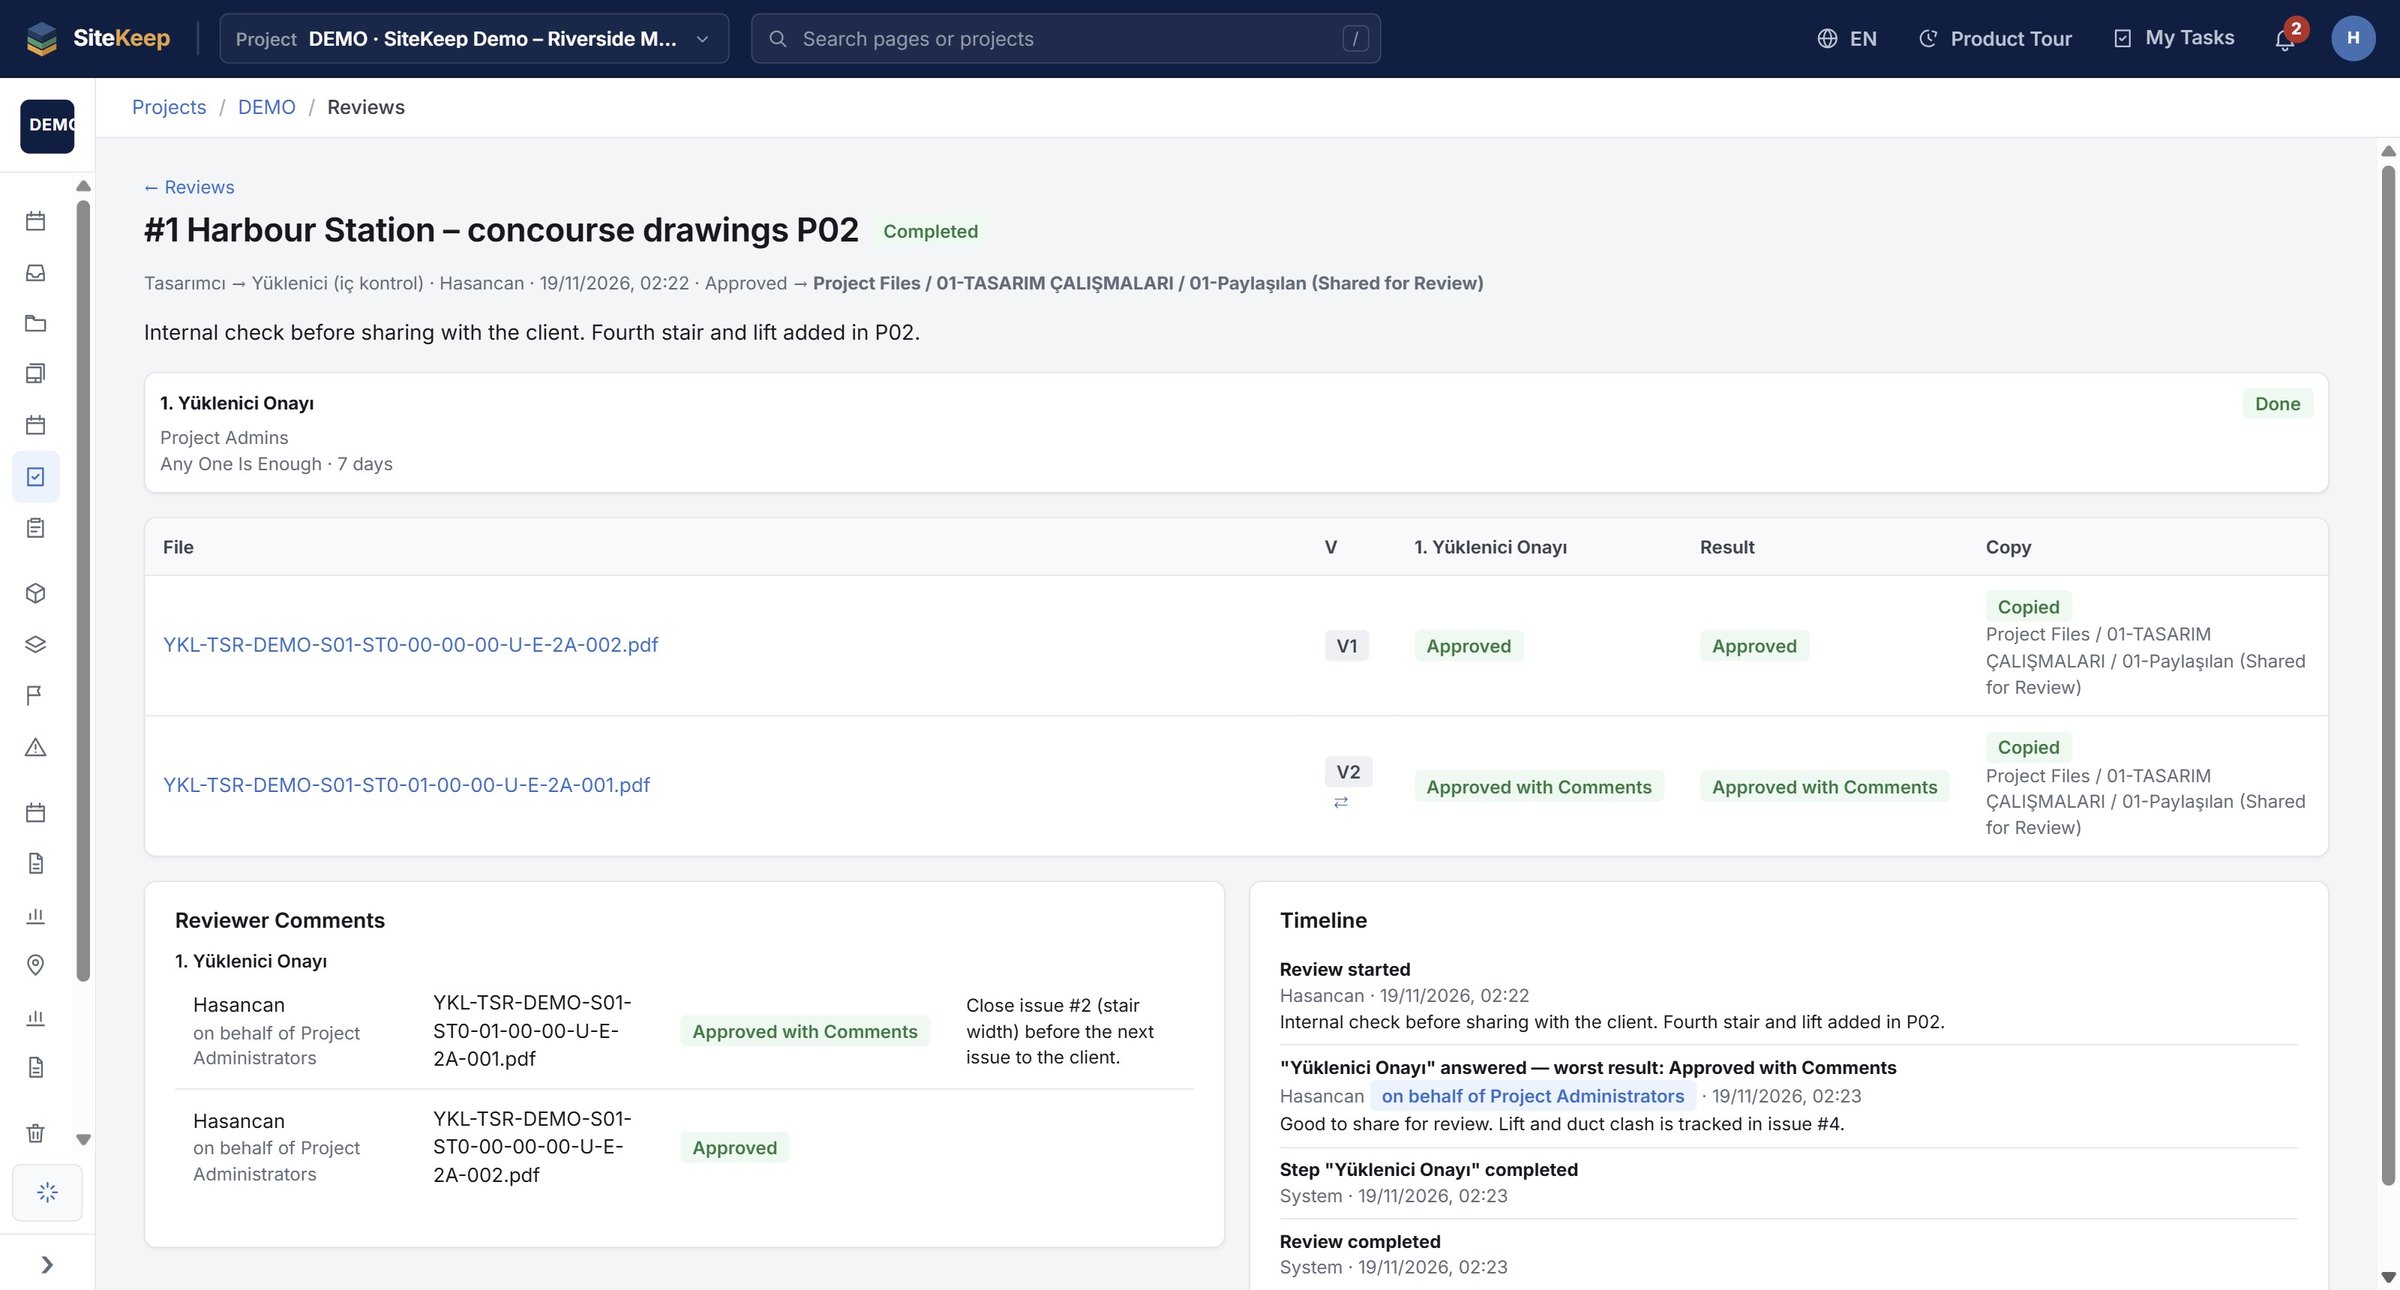 SiteKeep
Project DEMO · SiteKeep Demo – Riverside M...
Search pages or projects /
EN
Product Tour
My Tasks
2
H
DEMO
Projects / DEMO / Reviews
← Reviews
#1 Harbour Station – concourse drawings P02 Completed
Tasarımcı → Yüklenici (iç kontrol) · Hasancan · 19/11/2026, 02:22 · Approved → Project Files / 01-TASARIM ÇALIŞMALARI / 01-Paylaşılan (Shared for Review)
Internal check before sharing with the client. Fourth stair and lift added in P02.
1. Yüklenici Onayı
Done
Project Admins
Any One Is Enough · 7 days
File V 1. Yüklenici Onayı Result Copy
YKL-TSR-DEMO-S01-ST0-00-00-00-U-E-2A-002.pdf V1 Approved Approved
Copied
Project Files / 01-TASARIM
ÇALIŞMALARI / 01-Paylaşılan (Shared
for Review)
YKL-TSR-DEMO-S01-ST0-01-00-00-U-E-2A-001.pdf V2 Approved with Comments Approved with Comments
Copied
Project Files / 01-TASARIM
ÇALIŞMALARI / 01-Paylaşılan (Shared
for Review)
Reviewer Comments
1. Yüklenici Onayı
Hasancan
on behalf of Project
Administrators
YKL-TSR-DEMO-S01-
ST0-01-00-00-U-E-
2A-001.pdf
Approved with Comments
Close issue #2 (stair
width) before the next
issue to the client.
Hasancan
on behalf of Project
Administrators
YKL-TSR-DEMO-S01-
ST0-00-00-00-U-E-
2A-002.pdf
Approved
Timeline
Review started
Hasancan · 19/11/2026, 02:22
Internal check before sharing with the client. Fourth stair and lift added in P02.
"Yüklenici Onayı" answered — worst result: Approved with Comments
Hasancan on behalf of Project Administrators · 19/11/2026, 02:23
Good to share for review. Lift and duct clash is tracked in issue #4.
Step "Yüklenici Onayı" completed
System · 19/11/2026, 02:23
Review completed
System · 19/11/2026, 02:23